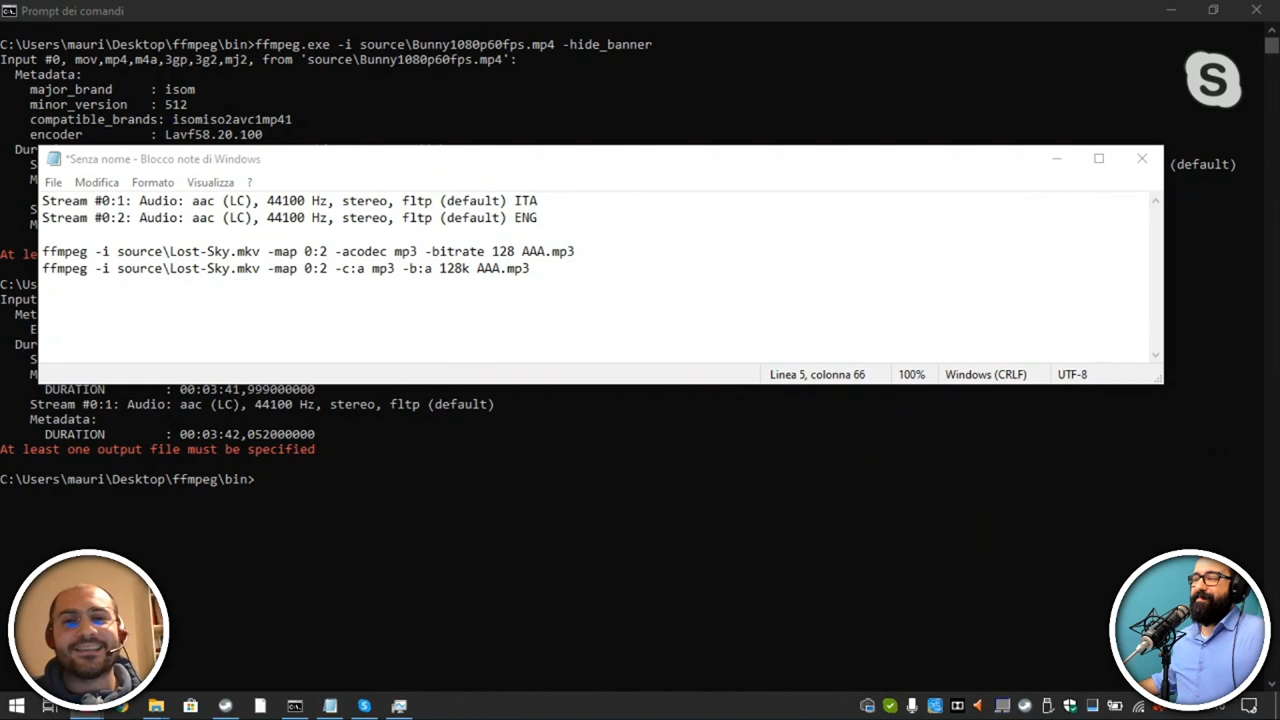 Prompt dei comandi
C:\Users\mauri\Desktop\ffmpeg\bin>ffmpeg.exe -i source\Bunny1080p60fps.mp4 -hide_banner
Input #0, mov,mp4,m4a,3gp,3g2,mj2, from 'source\Bunny1080p60fps.mp4':
Metadata:
major_brand : isom
minor_version : 512
compatible_brands: isomiso2avc1mp41
encoder : Lavf58.20.100
Dur
S (default)
M
S
M
At le
C:\Us
Input
Met
E
Dur
S
M
*Senza nome - Blocco note di Windows
File Modifica Formato Visualizza ?
Stream #0:1: Audio: aac (LC), 44100 Hz, stereo, fltp (default) ITA
Stream #0:2: Audio: aac (LC), 44100 Hz, stereo, fltp (default) ENG
ffmpeg -i source\Lost-Sky.mkv -map 0:2 -acodec mp3 -bitrate 128 AAA.mp3
ffmpeg -i source\Lost-Sky.mkv -map 0:2 -c:a mp3 -b:a 128k AAA.mp3
Linea 5, colonna 66 100% Windows (CRLF) UTF-8
DURATION : 00:03:41,999000000
Stream #0:1: Audio: aac (LC), 44100 Hz, stereo, fltp (default)
Metadata:
DURATION : 00:03:42,052000000
At least one output file must be specified
C:\Users\mauri\Desktop\ffmpeg\bin>